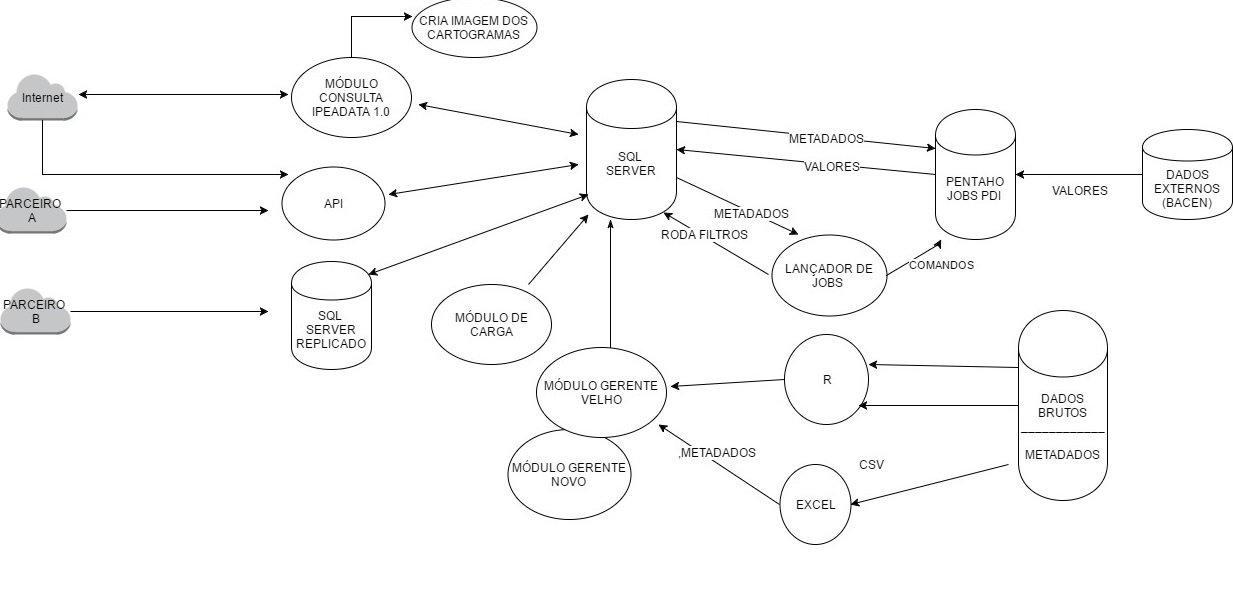 CRIA IMAGEM DOS
CARTOGRAMAS
MÓDULO
CONSULTA
IPEADATA 1.0
Internet
SQL
SERVER
METADADOS
VALORES
PENTAHO
JOBS PDI
VALORES
DADOS
EXTERNOS
(BACEN)
API
PARCEIRO
A
METADADOS
RODA FILTROS
LANÇADOR DE
JOBS
COMANDOS
PARCEIRO
B
SQL
SERVER
REPLICADO
MÓDULO DE
CARGA
MÓDULO GERENTE
VELHO
R
DADOS
BRUTOS
____________
METADADOS
,METADADOS
CSV
MÓDULO GERENTE
NOVO
EXCEL